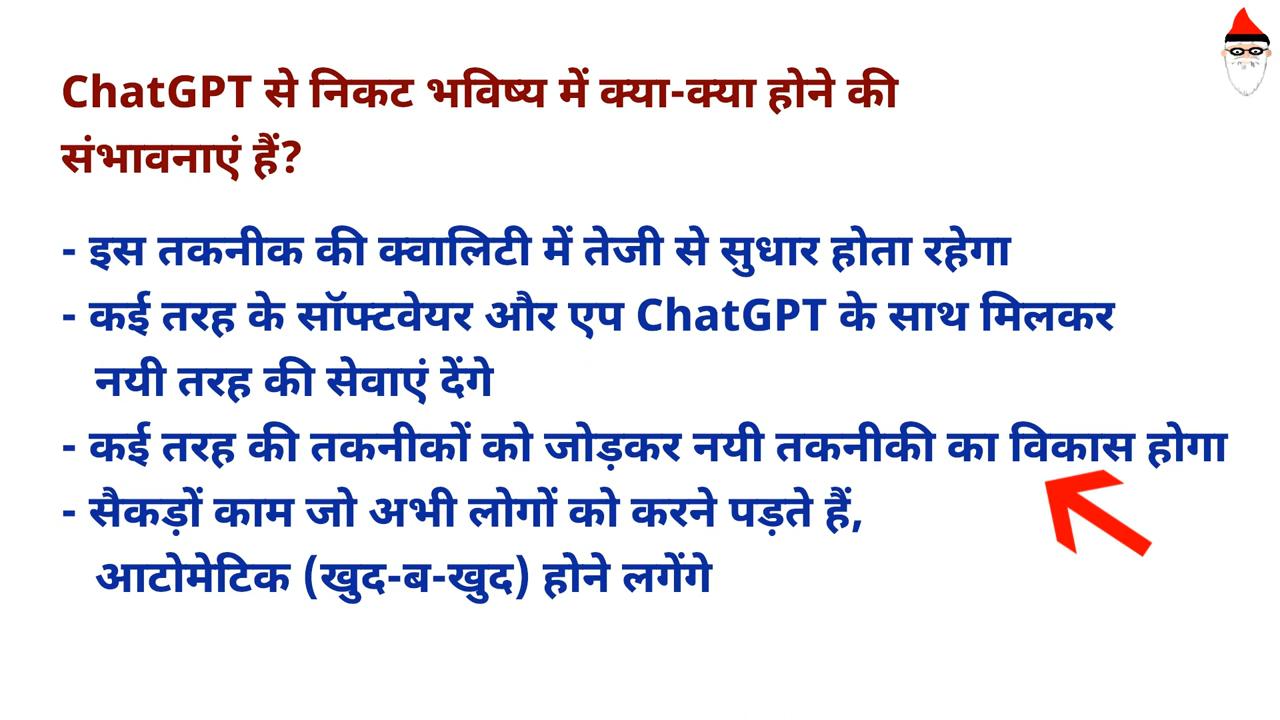 ChatGPT से निकट भविष्य में क्या-क्या होने की
संभावनाएं हैं?
- इस तकनीक की क्वालिटी में तेजी से सुधार होता रहेगा
- कई तरह के सॉफ्टवेयर और एप ChatGPT के साथ मिलकर
नयी तरह की सेवाएं देंगे
- कई तरह की तकनीकों को जोड़कर नयी तकनीकी का विकास होगा
- सैकड़ों काम जो अभी लोगों को करने पड़ते हैं,
आटोमेटिक (खुद-ब-खुद) होने लगेंगे